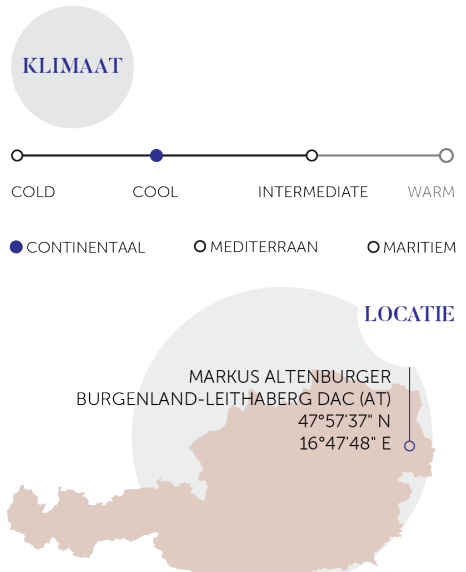 KLIMAAT
COLD COOL INTERMEDIATE WARM
CONTINENTAAL MEDITERRAAN MARITIEM
LOCATIE
MARKUS ALTENBURGER
BURGENLAND-LEITHABERG DAC (AT)
47°57'37" N
16°47'48" E